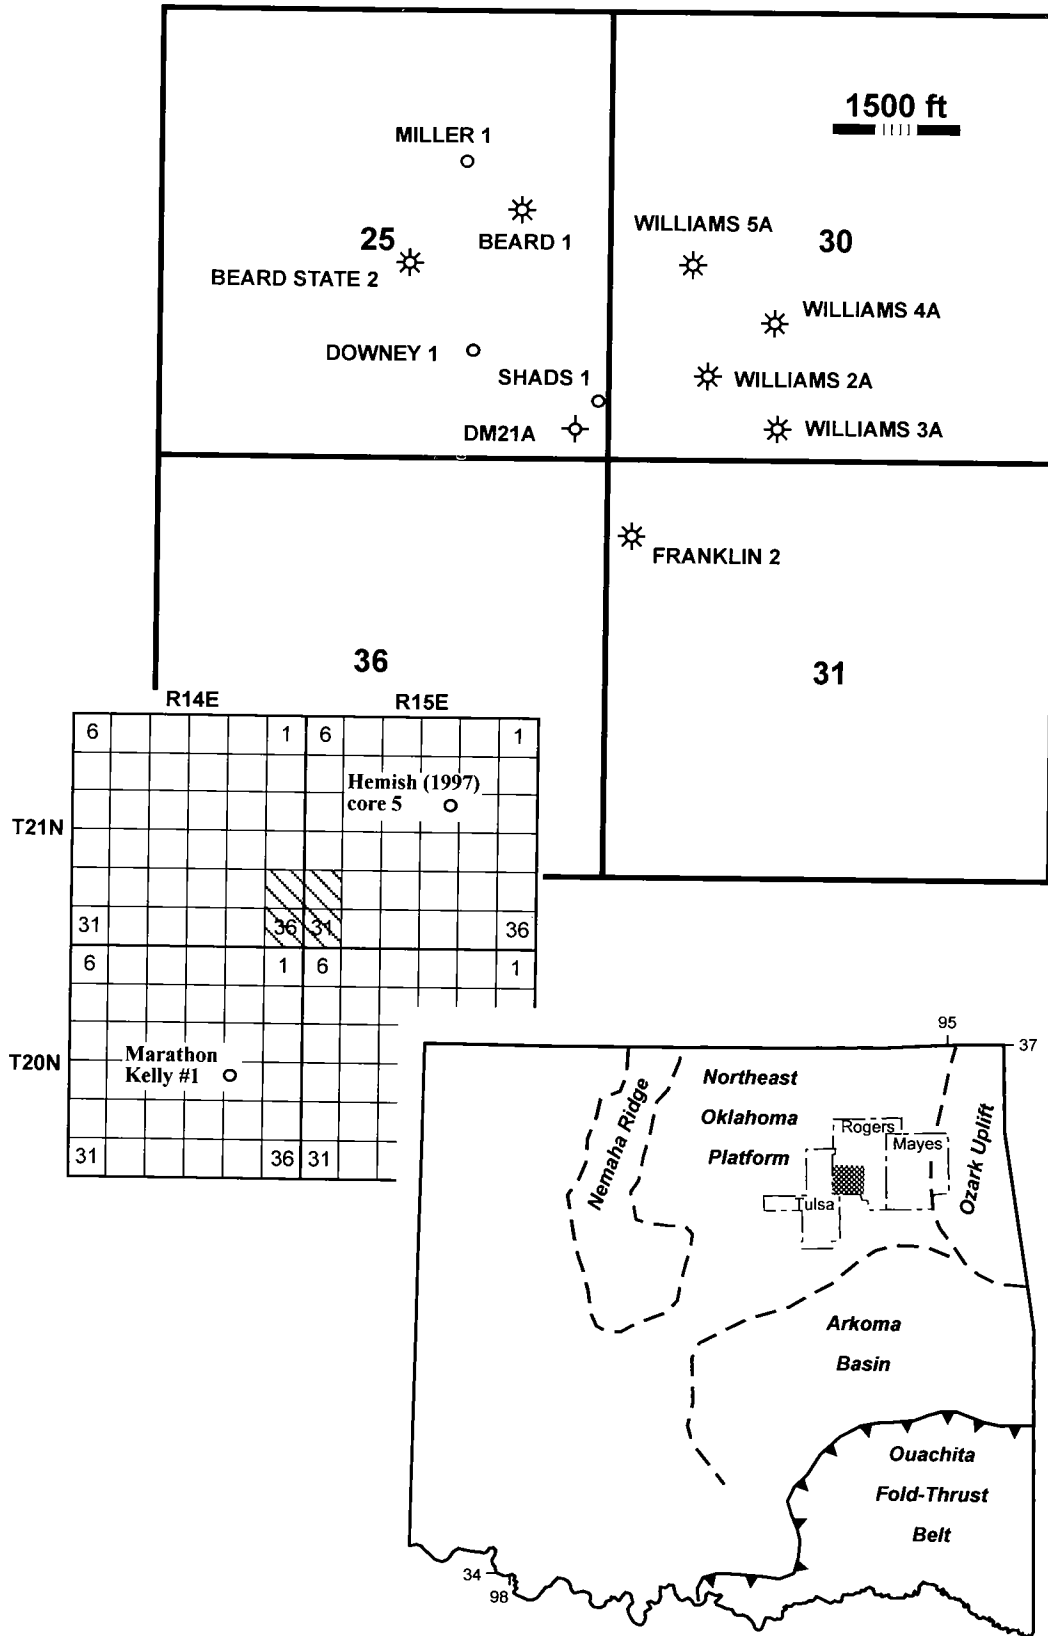 1500 ft
MILLER 1
25
BEARD 1
WILLIAMS 5A
30
BEARD STATE 2
WILLIAMS 4A
DOWNEY 1
SHADS 1
WILLIAMS 2A
DM21A
WILLIAMS 3A
FRANKLIN 2
36
31
R14E
R15E
6
1
6
1
Hemish (1997)
core 5
T21N
31
36
31
36
6
1
6
1
T20N
Marathon
Kelly #1
31
36
31
95
37
Nemaha Ridge
Northeast
Oklahoma
Platform
Rogers
Mayes
Tulsa
Ozark Uplift
Arkoma
Basin
Ouachita
Fold-Thrust
Belt
34
98